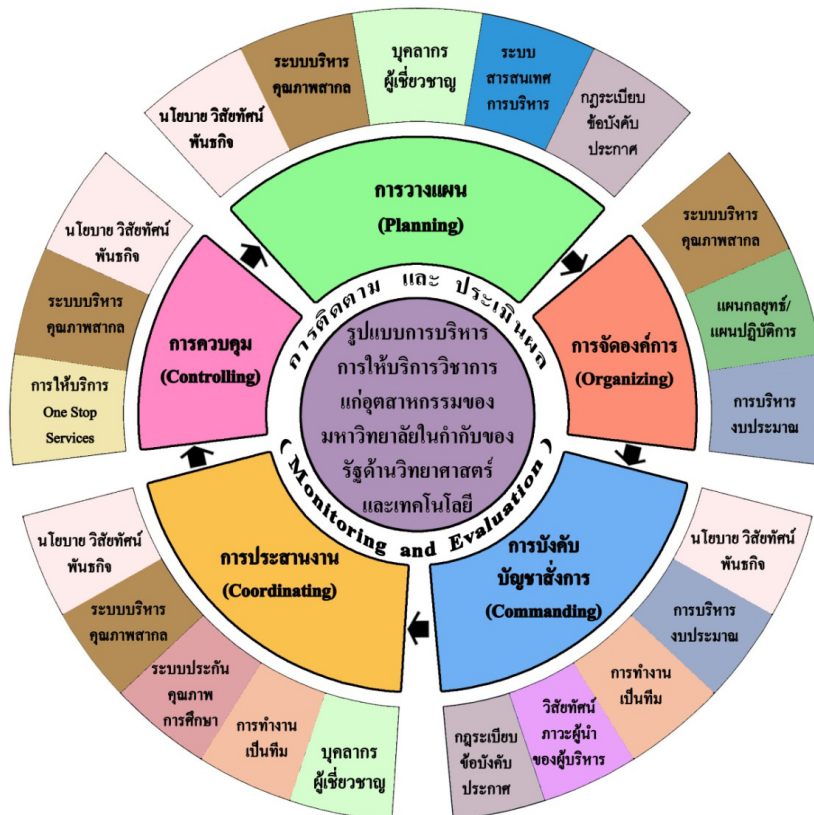 นโยบาย วิสัยทัศน์
พันธกิจ
ระบบบริหาร
คุณภาพสากล
บุคลากร
ผู้เชี่ยวชาญ
ระบบ
สารสนเทศ
การบริหาร
กฎระเบียบ
ข้อบังคับ
ประกาศ
การวางแผน
(Planning)
ระบบบริหาร
คุณภาพสากล
แผนกลยุทธ์/
แผนปฏิบัติการ
การบริหาร
งบประมาณ
การจัดองค์การ
(Organizing)
นโยบาย วิสัยทัศน์
พันธกิจ
การบริหาร
งบประมาณ
การทำงาน
เป็นทีม
วิสัยทัศน์
ภาวะผู้นำ
ของผู้บริหาร
กฎระเบียบ
ข้อบังคับ
ประกาศ
การบังคับ
บัญชาสั่งการ
(Commanding)
บุคลากร
ผู้เชี่ยวชาญ
การทำงาน
เป็นทีม
ระบบประกัน
คุณภาพ
การศึกษา
ระบบบริหาร
คุณภาพสากล
นโยบาย วิสัยทัศน์
พันธกิจ
การประสานงาน
(Coordinating)
การให้บริการ
One Stop
Services
ระบบบริหาร
คุณภาพสากล
นโยบาย วิสัยทัศน์
พันธกิจ
การควบคุม
(Controlling)
การติดตาม และ ประเมินผล
(Monitoring and Evaluation)
รูปแบบการบริหาร
การให้บริการวิชาการ
แก่อุตสาหกรรมของ
มหาวิทยาลัยในกำกับของ
รัฐด้านวิทยาศาสตร์
และเทคโนโลยี